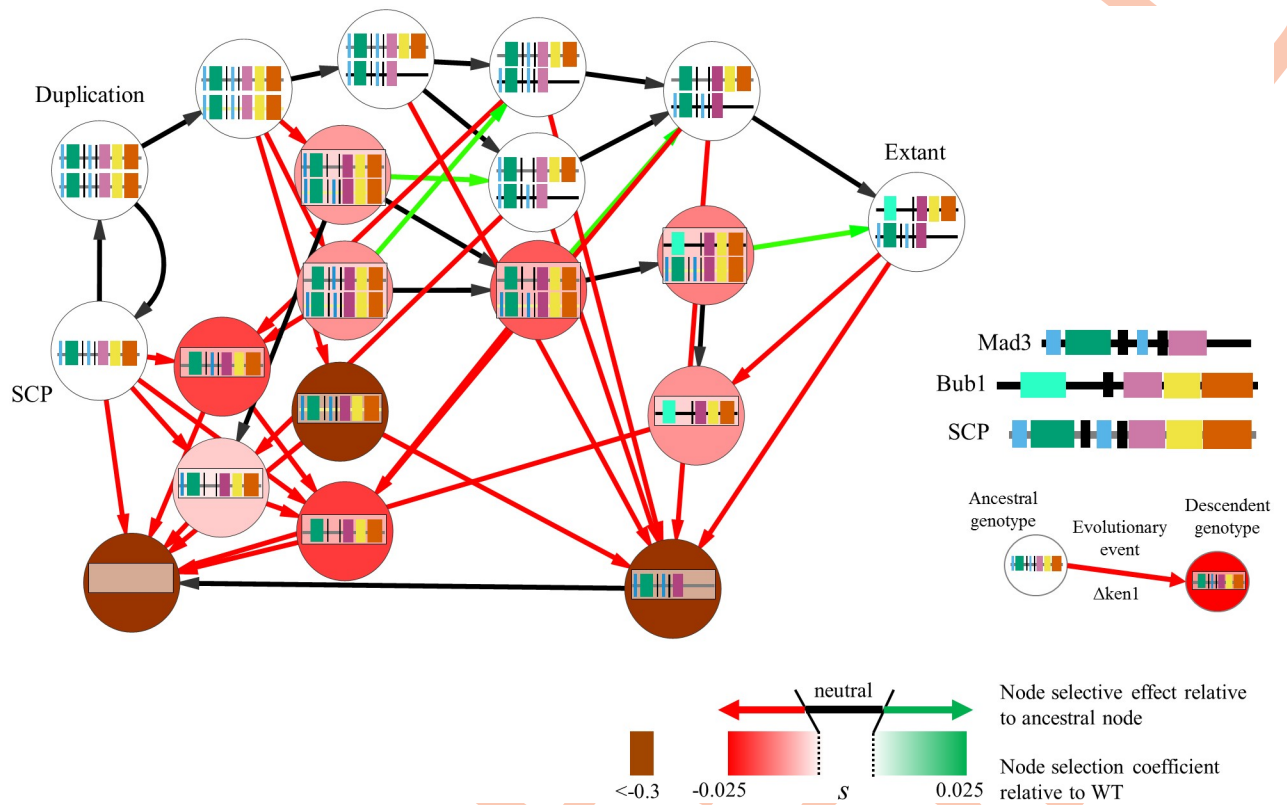 Duplication
Extant
SCP
Mad3
Bub1
SCP
Ancestral
genotype
Evolutionary
event
Δken1
Descendent
genotype
neutral
Node selective effect relative
to ancestral node
<-0.3
-0.025
s
0.025
Node selection coefficient
relative to WT